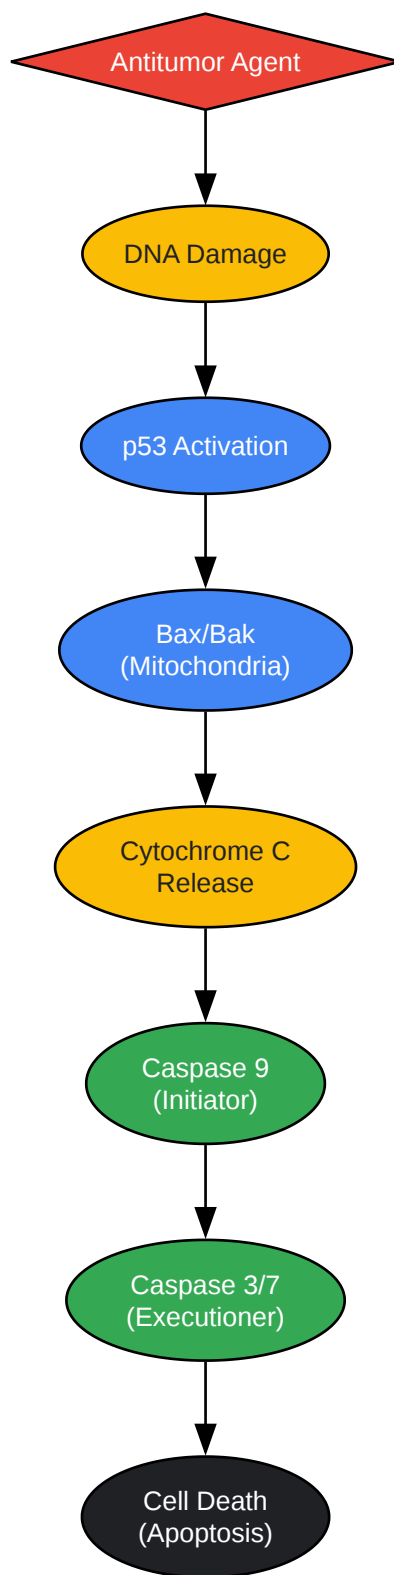 Antitumor Agent
DNA Damage
p53 Activation
Bax/Bak
(Mitochondria)
Cytochrome C
Release
Caspase 9
(Initiator)
Caspase 3/7
(Executioner)
Cell Death
(Apoptosis)